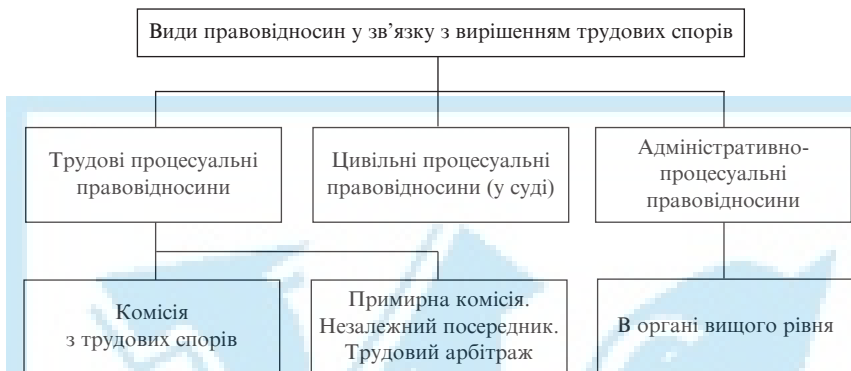 Види правовідносин у зв’язку з вирішенням трудових спорів
Трудові процесуальні
правовідносини
Цивільні процесуальні
правовідносини (у суді)
Адміністративно-
процесуальні
правовідносини
Комісія
з трудових спорів
Примирна комісія.
Незалежний посередник.
Трудовий арбітраж
В органі вищого рівня